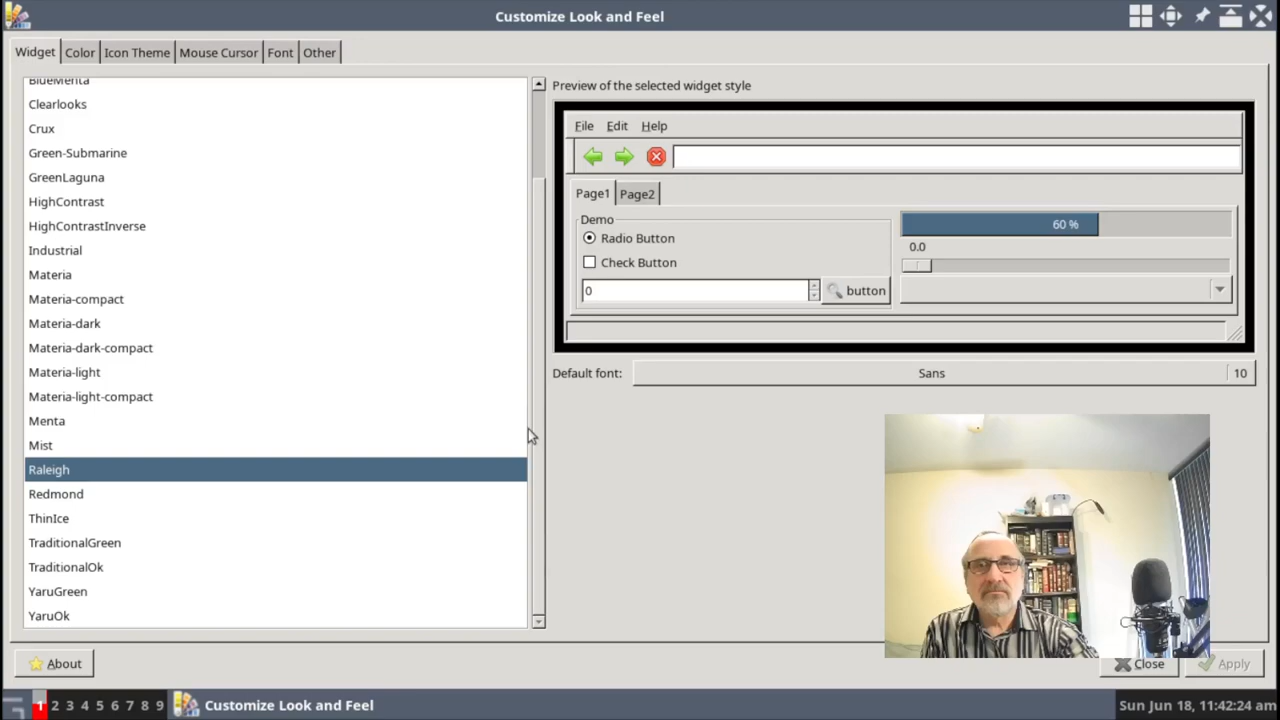 Customize Look and Feel
Widget Color Icon Theme Mouse Cursor Font Other
BlueMenta
Clearlooks
Crux
Green-Submarine
GreenLaguna
HighContrast
HighContrastInverse
Industrial
Materia
Materia-compact
Materia-dark
Materia-dark-compact
Materia-light
Materia-light-compact
Menta
Mist
Raleigh
Redmond
ThinIce
TraditionalGreen
TraditionalOk
YaruGreen
YaruOk
Preview of the selected widget style
File Edit Help
Page1 Page2
Demo
Radio Button
Check Button
0 button
60 %
0.0
Default font: Sans 10
About Close Apply
1 2 3 4 5 6 7 8 9 Customize Look and Feel Sun Jun 18, 11:42:24 am